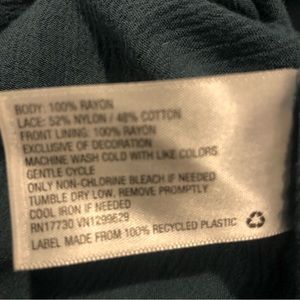 BODY: 100% RAYON
LACE: 52% NYLON / 48% COTTON
FRONT LINING: 100% RAYON
EXCLUSIVE OF DECORATION
MACHINE WASH COLD WITH LIKE COLORS
GENTLE CYCLE
ONLY NON-CHLORINE BLEACH IF NEEDED
TUMBLE DRY LOW, REMOVE PROMPTLY
COOL IRON IF NEEDED
RN17730 VN1299629
LABEL MADE FROM 100% RECYCLED PLASTIC